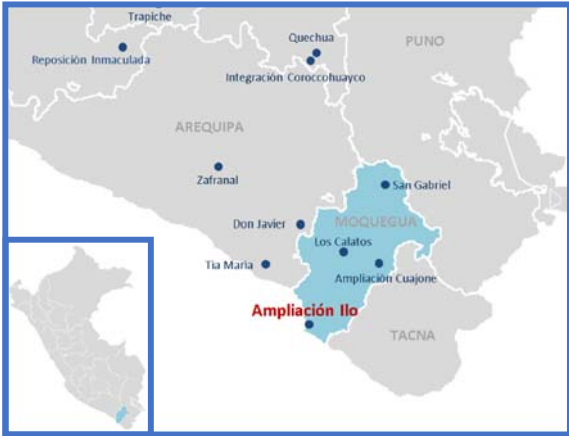 Trapiche
Quechua
PUNO
Reposición Inmaculada
Integración Coroccohuayco
AREQUIPA
Zafranal
San Gabriel
Don Javier
MOQUEGUA
Los Calatos
Tia Maria
Ampliación Cuajone
Ampliación Ilo
TACNA